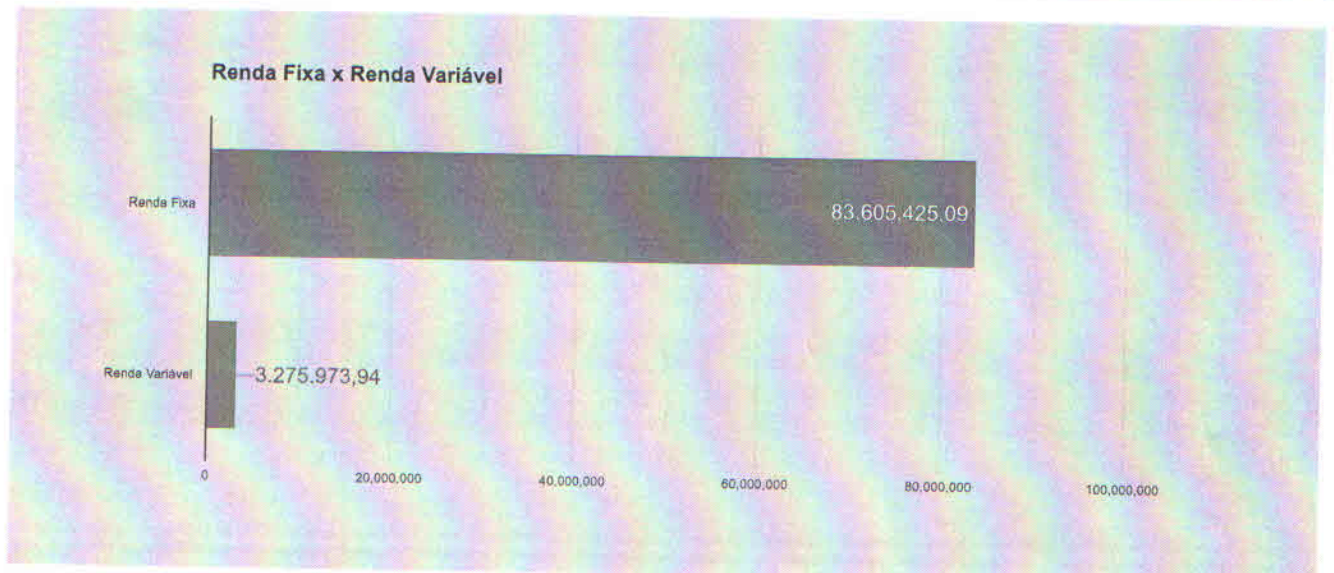 Renda Fixa x Renda Variável
Renda Fixa
83.605.425,09
Renda Variável
3.275.973,94
0
20,000,000
40,000,000
60,000,000
80,000,000
100,000,000